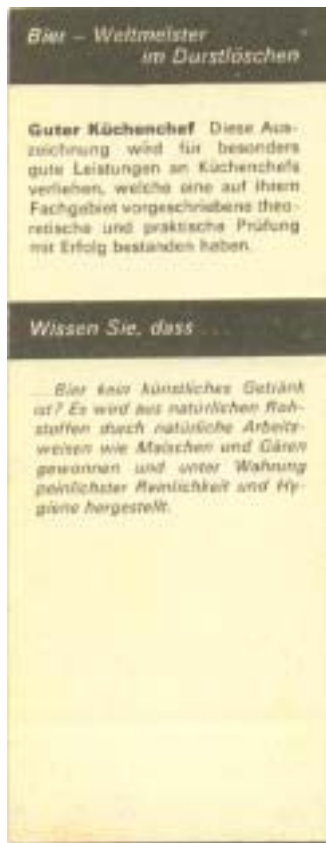 Bier – Weltmeister
im Durstlöschen
Guter Küchenchef Diese Aus-
zeichnung wird für besonders
gute Leistungen an Küchenchefs
verliehen, welche eine auf ihrem
Fachgebiet vorgeschriebene theo-
retische und praktische Prüfung
mit Erfolg bestanden haben.
Wissen Sie, dass ...
... Bier kein künstliches Getränk
ist? Es wird aus natürlichen Roh-
stoffen durch natürliche Arbeits-
weisen wie Maischen und Gären
gewonnen und unter Wahrung
peinlichster Reinlichkeit und Hy-
giene hergestellt.